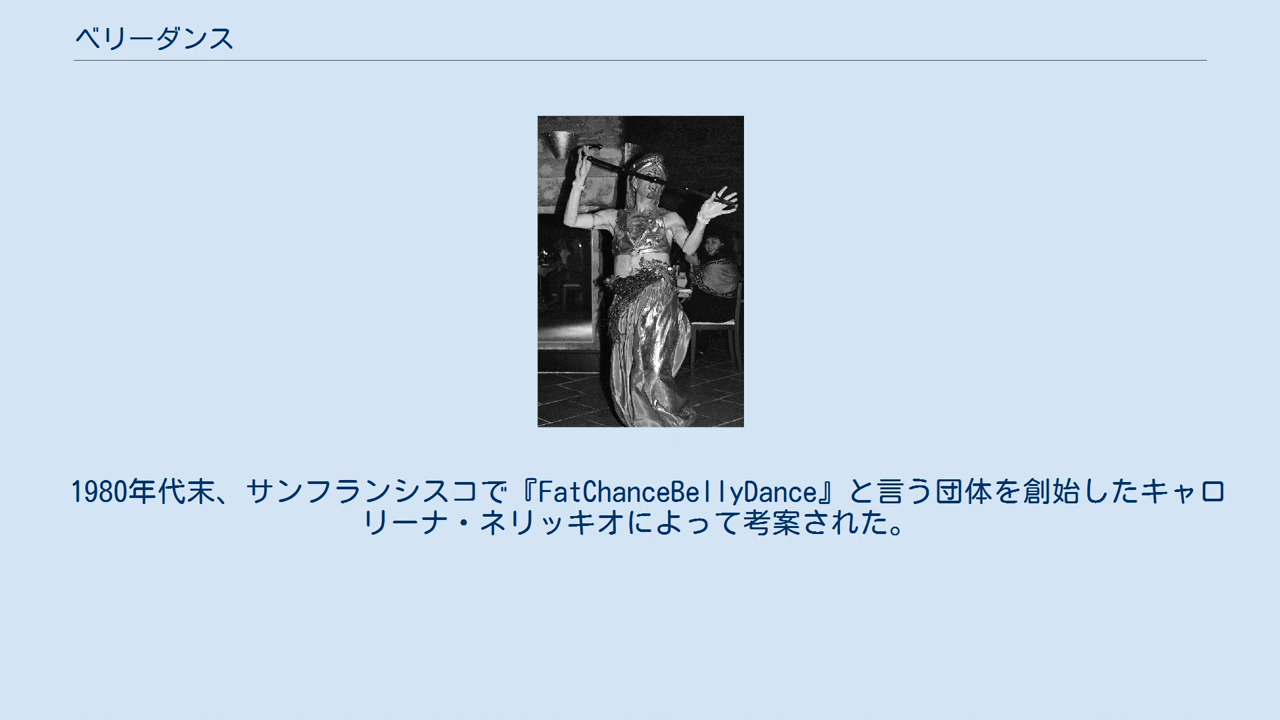 ベリーダンス
1980年代末、サンフランシスコで『FatChanceBellyDance』と言う団体を創始したキャロ
リーナ・ネリッキオによって考案された。